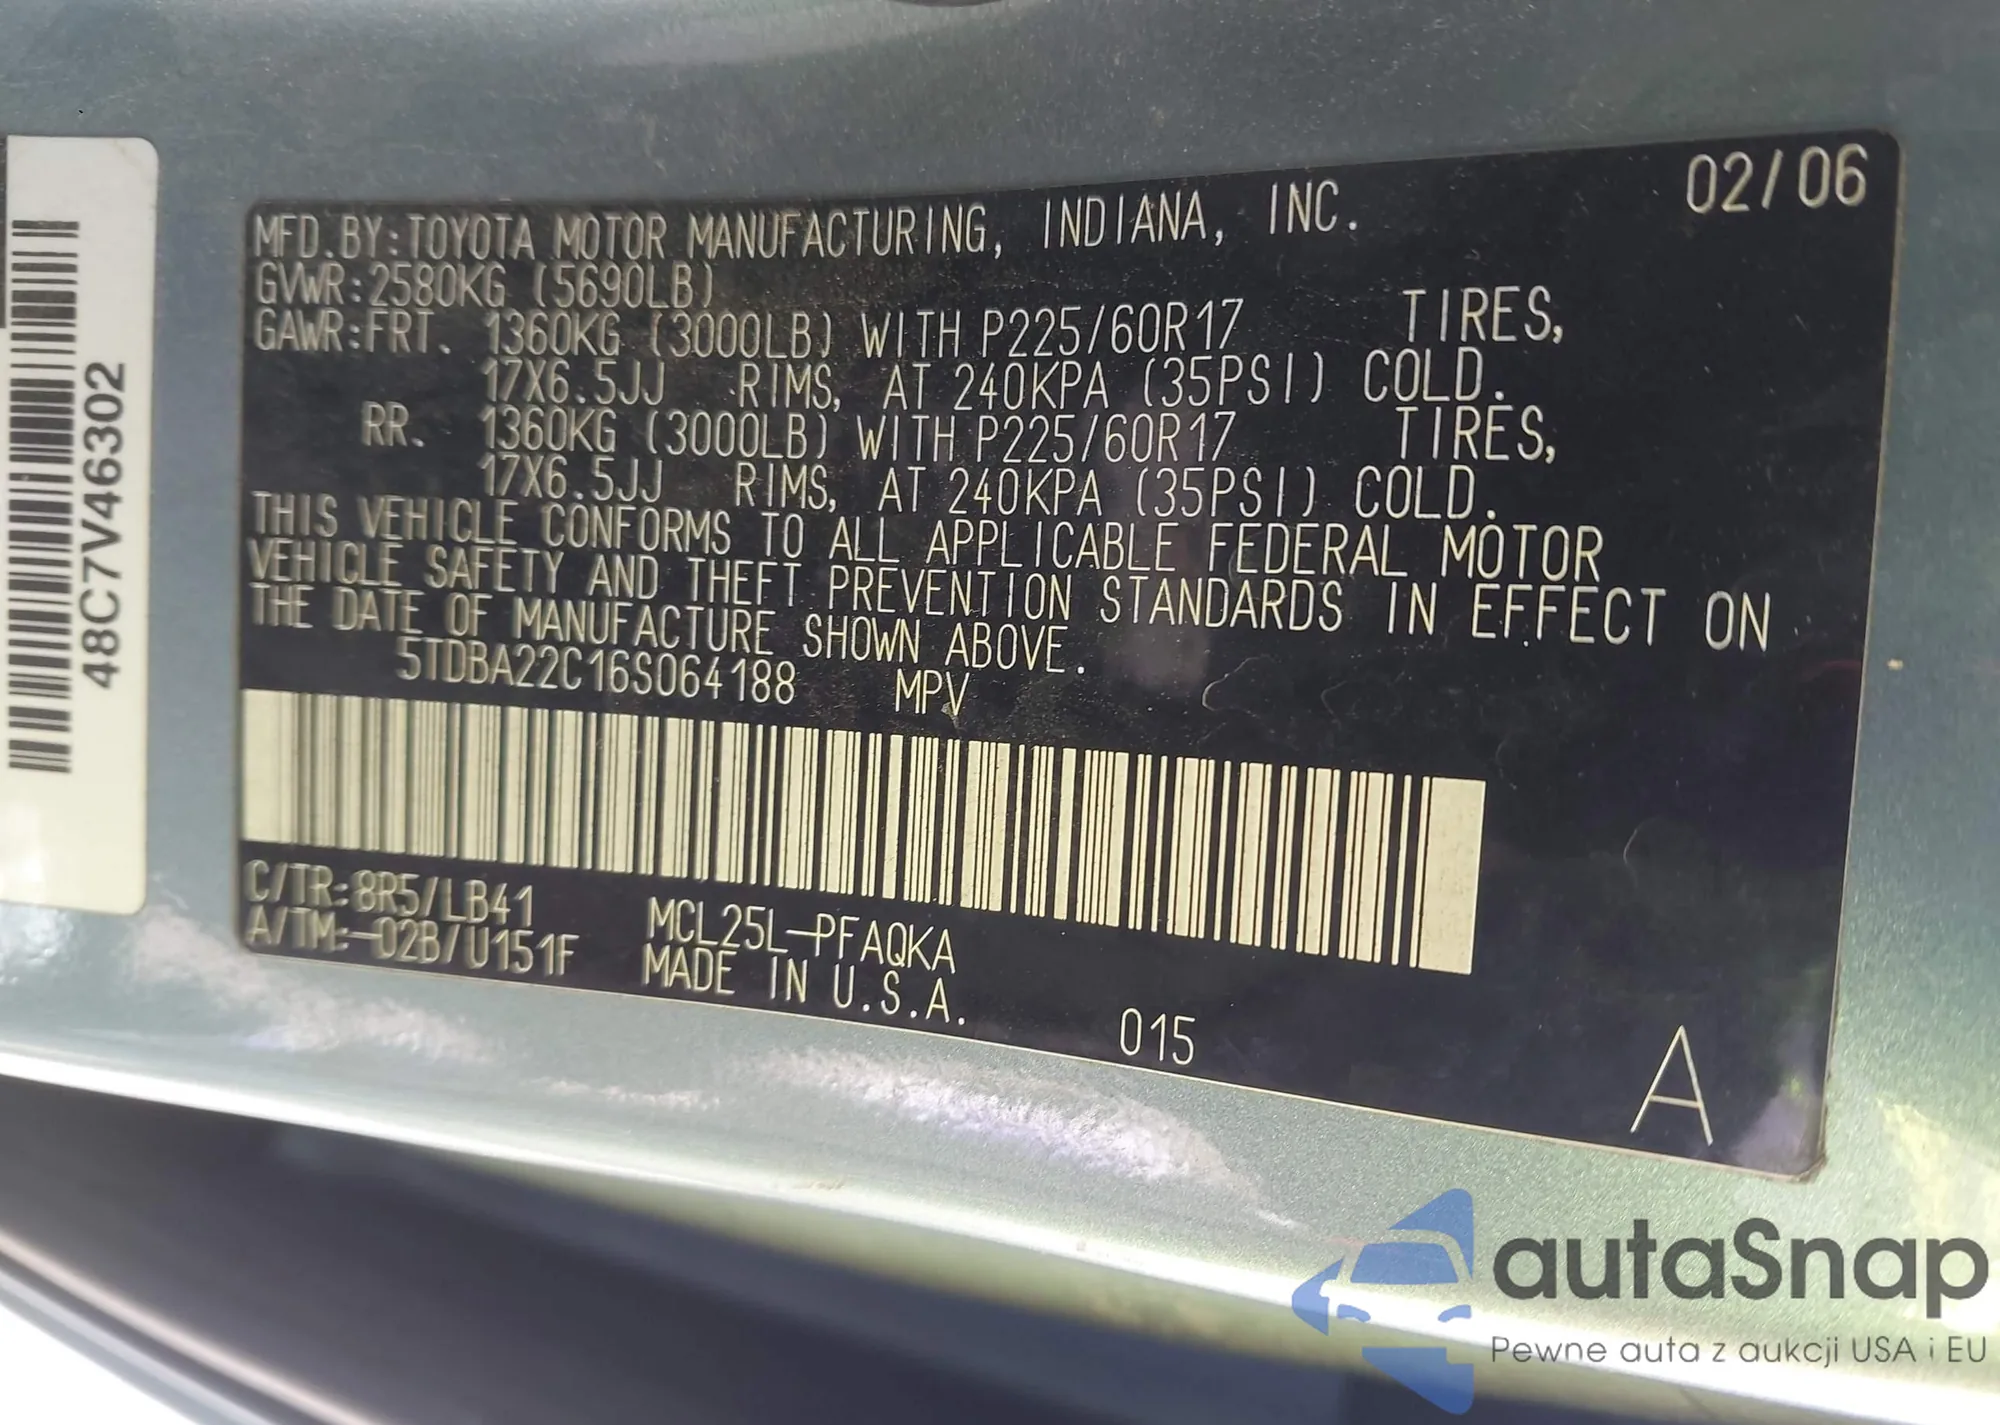 48C7V46302
02/06
MFD.BY:TOYOTA MOTOR MANUFACTURING, INDIANA, INC.
GVWR:2580KG (5690LB)
GAWR:FRT. 1360KG (3000LB) WITH P225/60R17 TIRES,
17X6.5JJ RIMS, AT 240KPA (35PSI) COLD.
RR. 1360KG (3000LB) WITH P225/60R17 TIRES,
17X6.5JJ RIMS, AT 240KPA (35PSI) COLD.
THIS VEHICLE CONFORMS TO ALL APPLICABLE FEDERAL MOTOR
VEHICLE SAFETY AND THEFT PREVENTION STANDARDS IN EFFECT ON
THE DATE OF MANUFACTURE SHOWN ABOVE.
5TDBA22C16S064188 MPV
C/TR:8R5/LB41 MCL25L-PFAQKA
A/TM:-02B/U151F MADE IN U.S.A.
015
A
autaSnap
Pewne auta z aukcji USA i EU